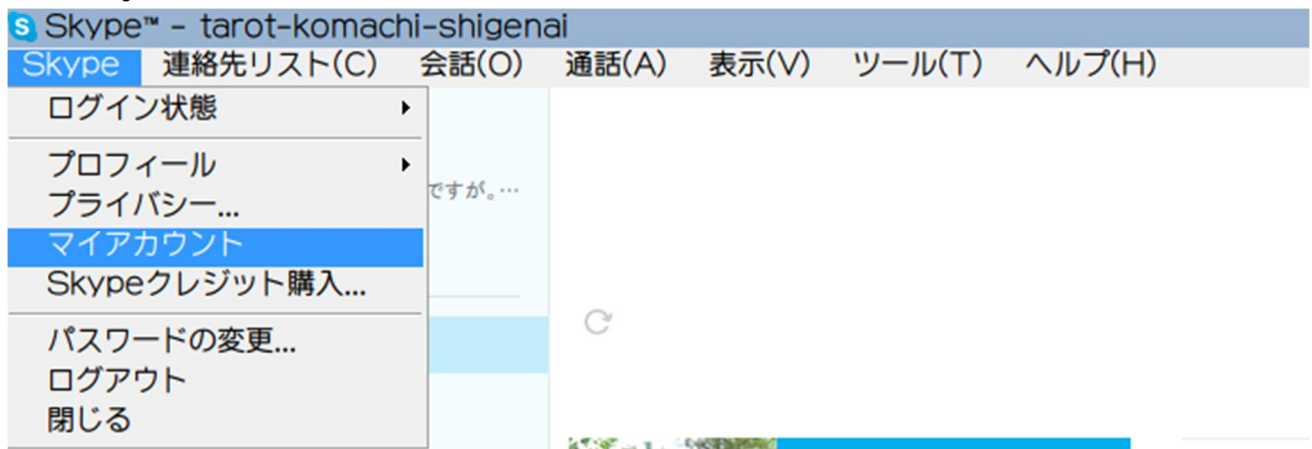 Skype™ - tarot-komachi-shigenai
Skype 連絡先リスト(C) 会話(O) 通話(A) 表示(V) ツール(T) ヘルプ(H)
ログイン状態
プロフィール
プライバシー...
ですが。…
マイアカウント
Skypeクレジット購入...
パスワードの変更...
ログアウト
閉じる